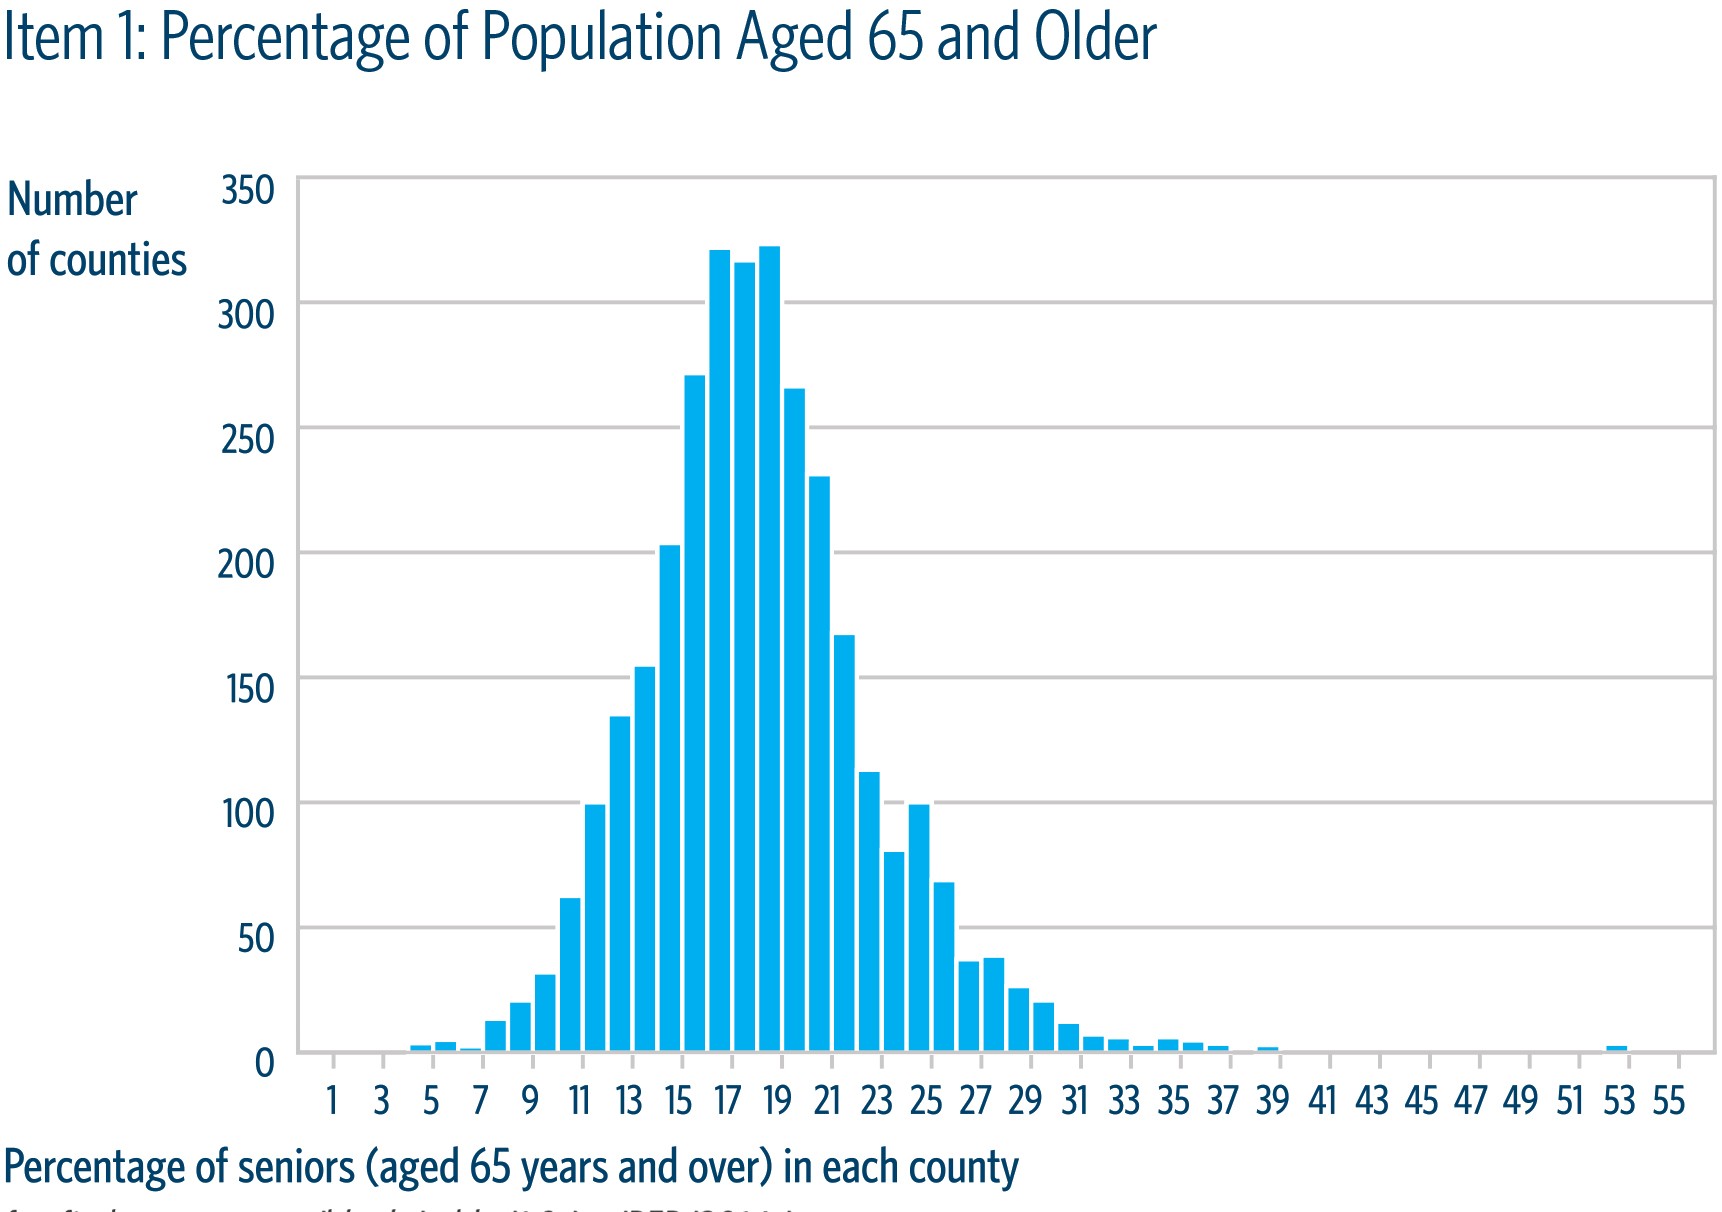 Item 1: Percentage of Population Aged 65 and Older
Number
of counties
350
300
250
200
150
100
50
0
1 3 5 7 9 11 13 15 17 19 21 23 25 27 29 31 33 35 37 39 41 43 45 47 49 51 53 55
Percentage of seniors (aged 65 years and over) in each county